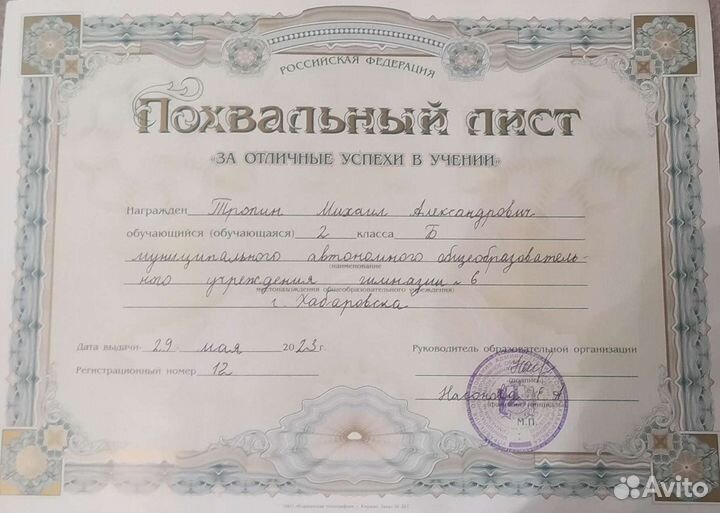 РОССИЙСКАЯ ФЕДЕРАЦИЯ
Похвальный лист
«ЗА ОТЛИЧНЫЕ УСПЕХИ В УЧЕНИИ»
Награжден Тропин Михаил Александрович
обучающийся (обучающаяся) 2 класса Б
муниципального автономного общеобразователь-
(наименование
ного учреждения гимназии № 6
местонахождения общеобразовательного учреждения)
г. Хабаровска
Дата выдачи 29 мая 2023 г.
Руководитель образовательной организации
Регистрационный номер 12
(подпись)
Е. А
М.П.
Avito